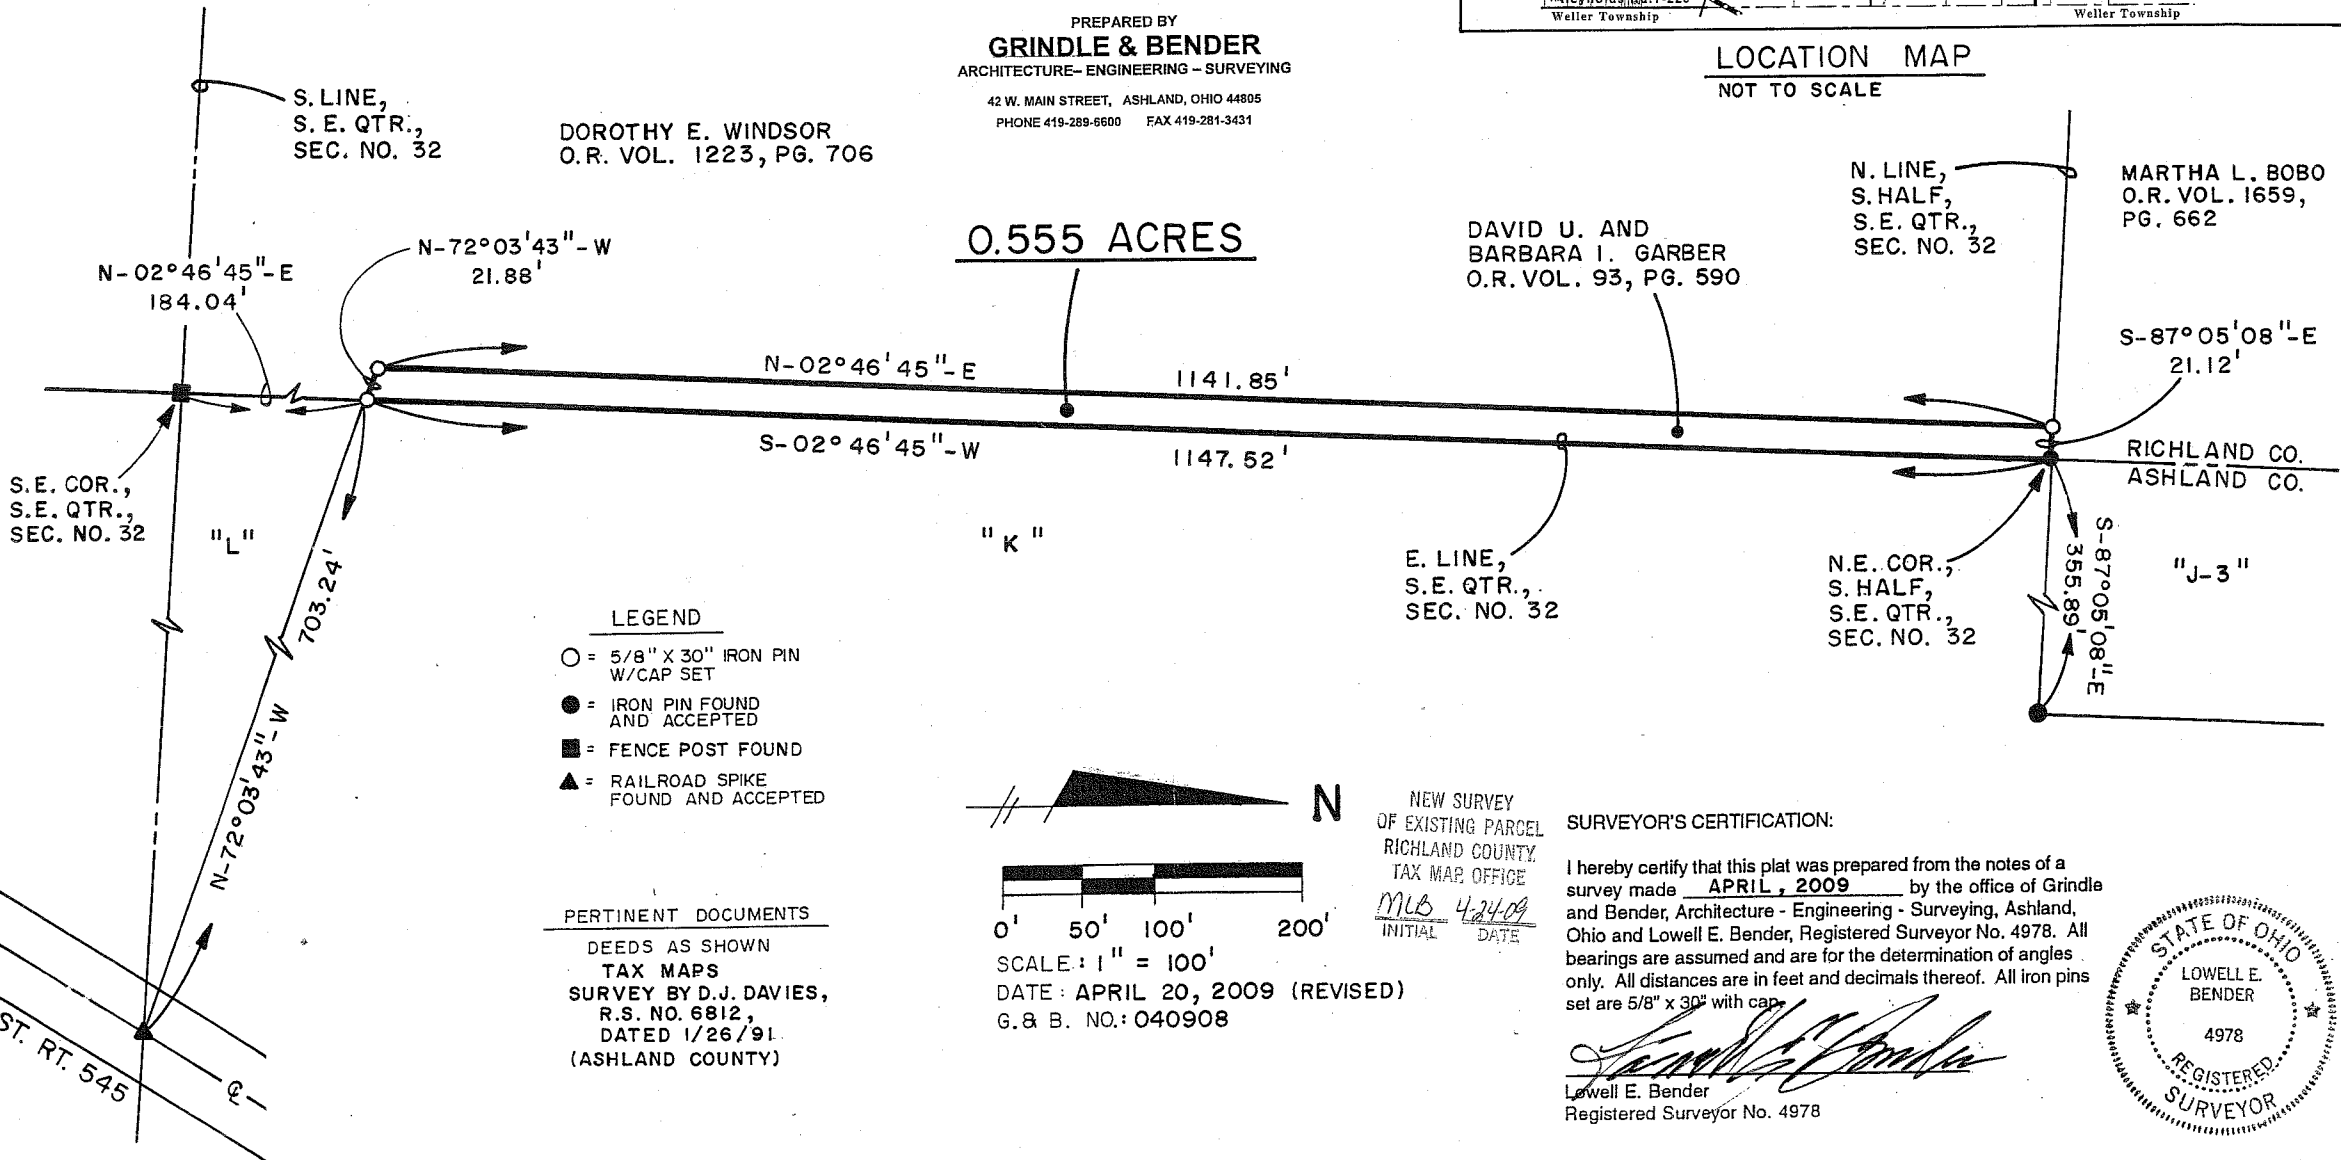 PREPARED BY
GRINDLE & BENDER
ARCHITECTURE– ENGINEERING – SURVEYING
42 W. MAIN STREET, ASHLAND, OHIO 44805
PHONE 419-289-6600 FAX 419-281-3431
Weller Township
Weller Township
LOCATION MAP
NOT TO SCALE
S. LINE,
S. E. QTR.,
SEC. NO. 32
DOROTHY E. WINDSOR
O.R. VOL. 1223, PG. 706
N. LINE,
S. HALF,
S.E. QTR.,
SEC. NO. 32
MARTHA L. BOBO
O.R. VOL. 1659,
PG. 662
N-02°46'45"-E
184.04'
N-72°03'43"-W
21.88'
0.555 ACRES
DAVID U. AND
BARBARA I. GARBER
O.R. VOL. 93, PG. 590
S-87°05'08"-E
21.12'
N-02°46'45"-E 1141.85'
S-02°46'45"-W 1147.52'
RICHLAND CO.
ASHLAND CO.
S.E. COR.,
S.E. QTR.,
SEC. NO. 32
"L"
"K"
E. LINE,
S.E. QTR.,
SEC. NO. 32
N.E. COR.,
S. HALF,
S.E. QTR.,
SEC. NO. 32
S-87°05'08"-E
355.89'
"J-3"
703.24'
N-72°03'43"-W
LEGEND
= 5/8" X 30" IRON PIN
W/CAP SET
= IRON PIN FOUND
AND ACCEPTED
= FENCE POST FOUND
= RAILROAD SPIKE
FOUND AND ACCEPTED
PERTINENT DOCUMENTS
DEEDS AS SHOWN
TAX MAPS
SURVEY BY D.J. DAVIES,
R.S. NO. 6812,
DATED 1/26/91
(ASHLAND COUNTY)
ST. RT. 545
℄
N
0' 50' 100' 200'
SCALE: 1" = 100'
DATE: APRIL 20, 2009 (REVISED)
G. & B. NO.: 040908
NEW SURVEY
OF EXISTING PARCEL
RICHLAND COUNTY
TAX MAP OFFICE
MLB 4-24-09
INITIAL DATE
SURVEYOR'S CERTIFICATION:
I hereby certify that this plat was prepared from the notes of a
survey made APRIL, 2009 by the office of Grindle
and Bender, Architecture - Engineering - Surveying, Ashland,
Ohio and Lowell E. Bender, Registered Surveyor No. 4978. All
bearings are assumed and are for the determination of angles
only. All distances are in feet and decimals thereof. All iron pins
set are 5/8" x 30" with cap.
Lowell E. Bender
Lowell E. Bender
Registered Surveyor No. 4978
STATE OF OHIO
LOWELL E.
BENDER
4978
REGISTERED
SURVEYOR